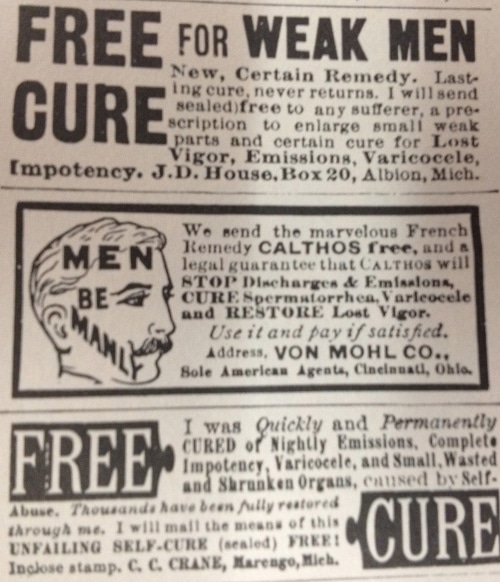 FREE FOR WEAK MEN
CURE
New, Certain Remedy. Last-
ing cure, never returns. I will send
(sealed) free to any sufferer, a pre-
scription to enlarge small weak
parts and certain cure for Lost
Vigor, Emissions, Varicocele,
Impotency. J.D. House, Box 20, Albion, Mich.
MEN
BE
MANLY
We send the marvelous French
Remedy CALTHOS free, and a
legal guarantee that CALTHOS will
STOP Discharges & Emissions,
CURE Spermatorrhea, Varicocele
and RESTORE Lost Vigor.
Use it and pay if satisfied.
Address, VON MOHL CO.,
Sole American Agents, Cincinnati, Ohio.
FREE
I was Quickly and Permanently
CURED of Nightly Emissions, Complete
Impotency, Varicocele, and Small, Wasted
and Shrunken Organs, caused by Self-
Abuse. Thousands have been fully restored
through me. I will mail the means of this
UNFAILING SELF-CURE (sealed) FREE!
Inclose stamp. C. C. CRANE, Marengo, Mich.
CURE